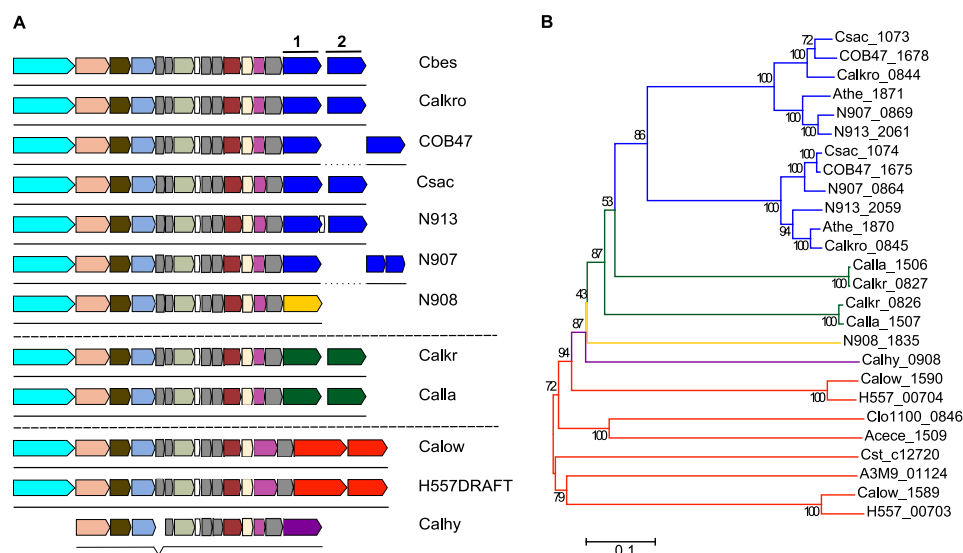 A
1 2
Cbes
Calkro
COB47
Csac
N913
N907
N908
Calkr
Calla
Calow
H557DRAFT
Calhy
B
72 Csac_1073
COB47_1678
100
100 Calkro_0844
Athe_1871
100 N907_0869
100 N913_2061
86
100 Csac_1074
COB47_1675
100
N907_0864
100
N913_2059
94 Athe_1870
100 Calkro_0845
53
Calla_1506
100 Calkr_0827
87
Calkr_0826
100 Calla_1507
43
N908_1835
87
Calhy_0908
94
Calow_1590
100 H557_00704
72
Clo1100_0846
100 Acece_1509
Cst_c12720
A3M9_01124
79
Calow_1589
100 H557_00703
0.1